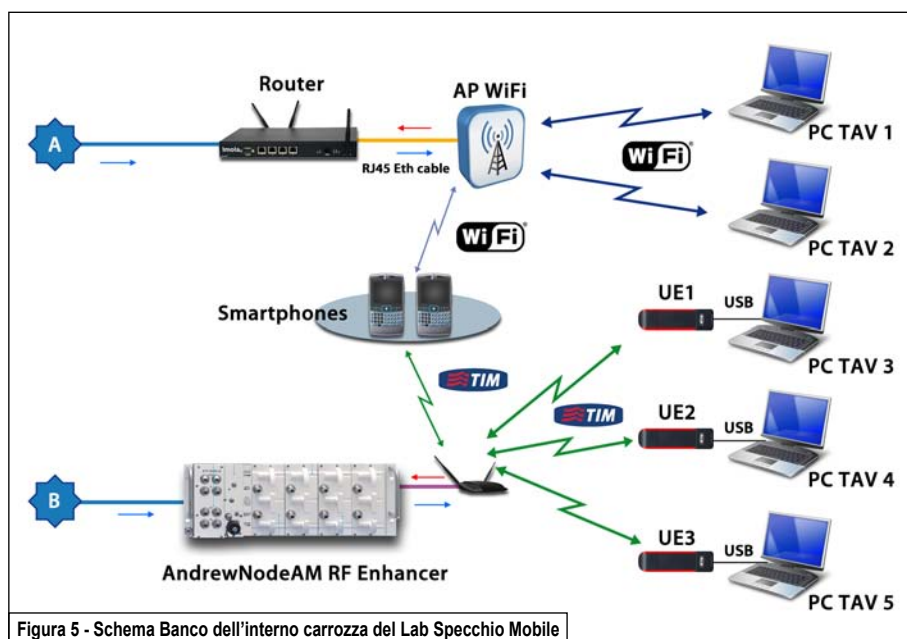 Router
AP WiFi
A
Imola
RJ45 Eth cable
WiFi
PC TAV 1
PC TAV 2
WiFi
Smartphones
TIM
UE1
USB
PC TAV 3
TIM
UE2
USB
PC TAV 4
B
AndrewNodeAM RF Enhancer
UE3
USB
PC TAV 5
Figura 5 - Schema Banco dell'interno carrozza del Lab Specchio Mobile